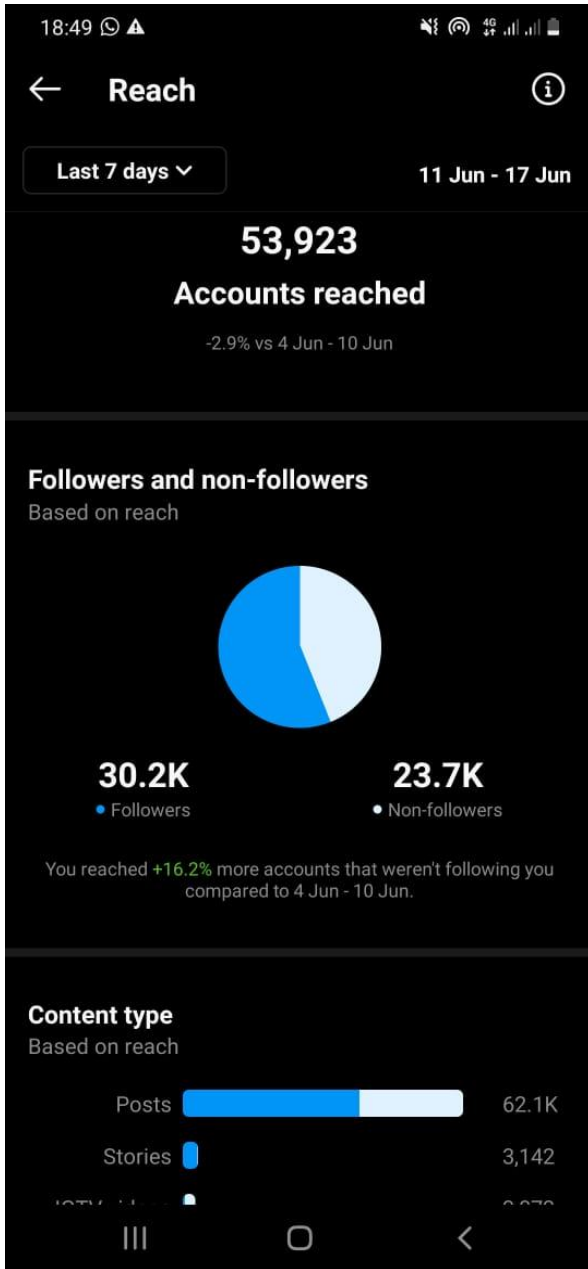 18:49
4G
Reach
Last 7 days
11 Jun - 17 Jun
53,923
Accounts reached
-2.9% vs 4 Jun - 10 Jun
Followers and non-followers
Based on reach
30.2K
23.7K
Followers
Non-followers
You reached +16.2% more accounts that weren't following you
compared to 4 Jun - 10 Jun.
Content type
Based on reach
Posts
62.1K
Stories
3,142